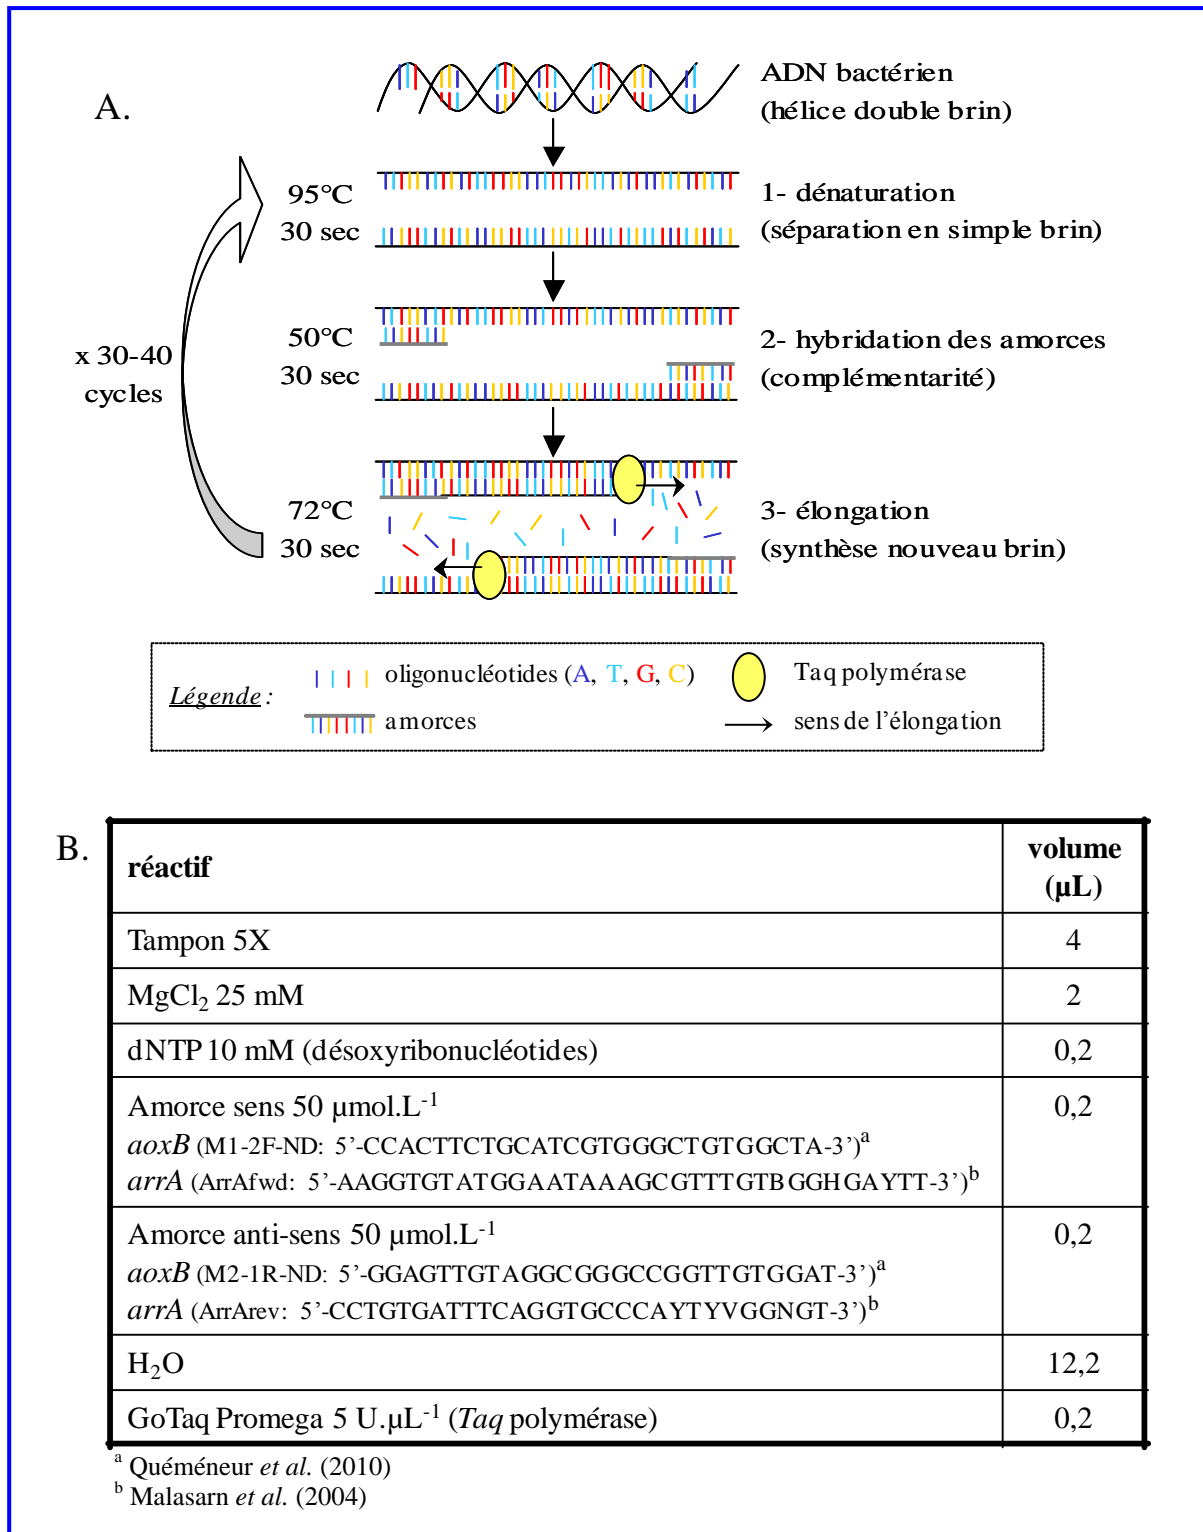 A.
ADN bactérien
(hélice double brin)
95°C
30 sec
1- dénaturation
(séparation en simple brin)
x 30-40
cycles
50°C
30 sec
2- hybridation des amorces
(complémentarité)
72°C
30 sec
3- élongation
(synthèse nouveau brin)
Légende :
oligonucléotides (A, T, G, C)
Taq polymérase
amorces
sens de l'élongation
B.
réactif
volume
(µL)
Tampon 5X
4
MgCl2 25 mM
2
dNTP 10 mM (désoxyribonucléotides)
0,2
Amorce sens 50 µmol.L-1
0,2
aoxB (M1-2F-ND: 5'-CCACTTCTGCATCGTGGGCTGTGGCTA-3')a
arrA (ArrAfwd: 5'-AAGGTGTATGGAATAAAGCGTTTGTBGGHGAYTT-3')b
Amorce anti-sens 50 µmol.L-1
0,2
aoxB (M2-1R-ND: 5'-GGAGTTGTAGGCGGGCCGGTTGTGGAT-3')a
arrA (ArrArev: 5'-CCTGTGATTTCAGGTGCCCAYTYVGGNGT-3')b
H2O
12,2
GoTaq Promega 5 U.µL-1 (Taq polymérase)
0,2
a Quéméneur et al. (2010)
b Malasarn et al. (2004)